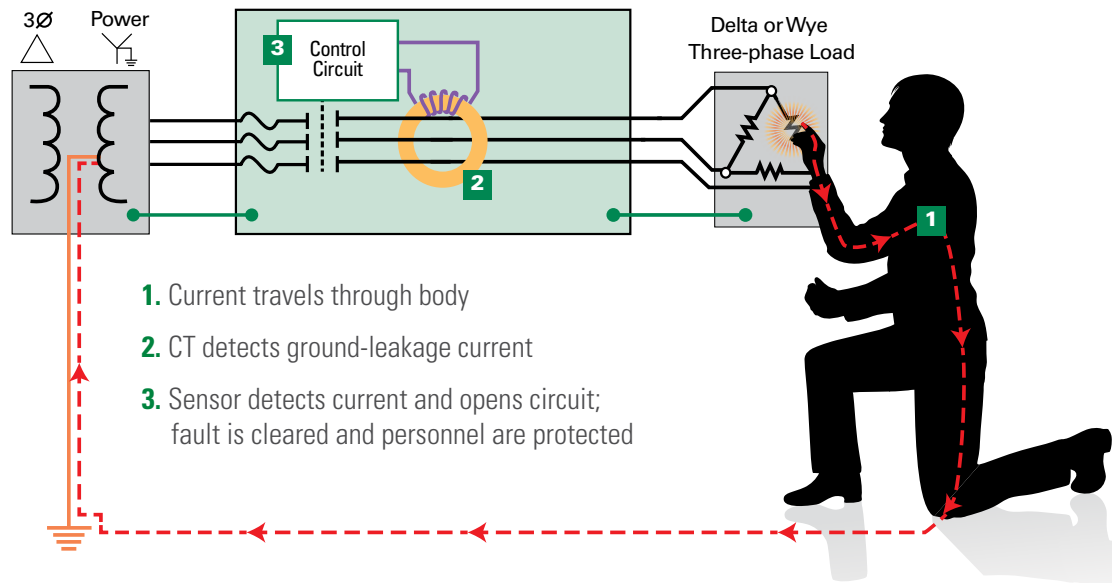 3Ø
Power
3
Control
Circuit
Delta or Wye
Three-phase Load
2
1
1. Current travels through body
2. CT detects ground-leakage current
3. Sensor detects current and opens circuit;
fault is cleared and personnel are protected